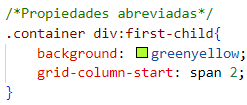 /*Propiedades abreviadas*/
.container div:first-child{
    background: greenyellow;
    grid-column-start: span 2;
}